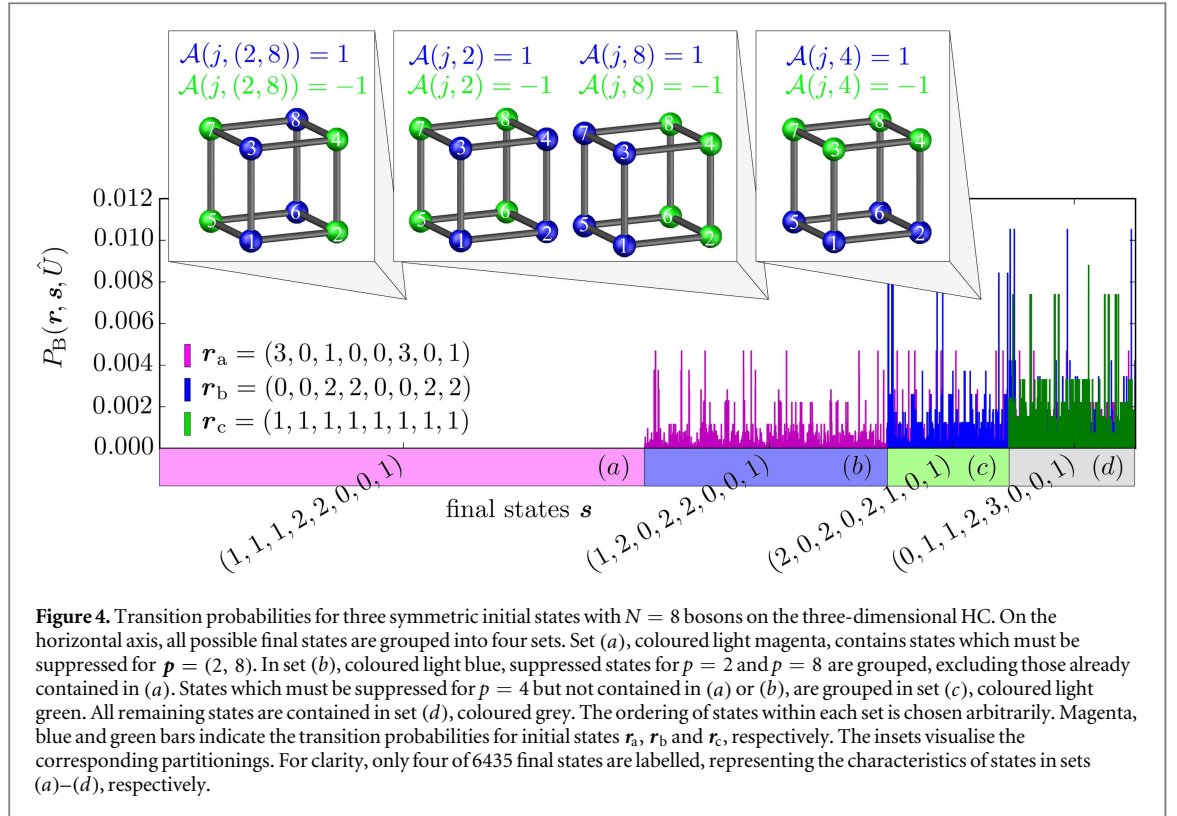 𝒜(j, (2, 8)) = 1
𝒜(j, (2, 8)) = −1
7 8 3 4 5 6 1 2
𝒜(j, 2) = 1 𝒜(j, 8) = 1
𝒜(j, 2) = −1 𝒜(j, 8) = −1
7 8 3 4 5 6 1 2
7 8 3 4 5 6 1 2
𝒜(j, 4) = 1
𝒜(j, 4) = −1
7 8 3 4 5 6 1 2
P_B(r, s, Û)
0.012
0.010
0.008
0.006
0.004
0.002
0.000
r_a = (3, 0, 1, 0, 0, 3, 0, 1)
r_b = (0, 0, 2, 2, 0, 0, 2, 2)
r_c = (1, 1, 1, 1, 1, 1, 1, 1)
(a) (b) (c) (d)
(1, 1, 1, 2, 2, 0, 0, 1)
(1, 2, 0, 2, 2, 0, 0, 1)
(2, 0, 2, 0, 2, 1, 0, 1)
(0, 1, 1, 2, 3, 0, 0, 1)
final states s
Figure 4. Transition probabilities for three symmetric initial states with N = 8 bosons on the three-dimensional HC. On the
horizontal axis, all possible final states are grouped into four sets. Set (a), coloured light magenta, contains states which must be
suppressed for p = (2, 8). In set (b), coloured light blue, suppressed states for p = 2 and p = 8 are grouped, excluding those already
contained in (a). States which must be suppressed for p = 4 but not contained in (a) or (b), are grouped in set (c), coloured light
green. All remaining states are contained in set (d), coloured grey. The ordering of states within each set is chosen arbitrarily. Magenta,
blue and green bars indicate the transition probabilities for initial states r_a, r_b and r_c, respectively. The insets visualise the
corresponding partitionings. For clarity, only four of 6435 final states are labelled, representing the characteristics of states in sets
(a)–(d), respectively.